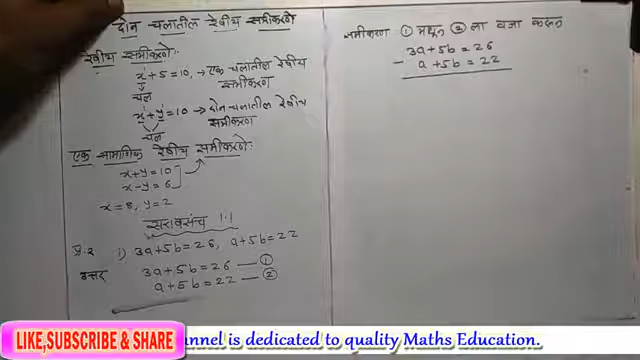 दोन चलातील रेषीय समीकरणे
रेषीय समीकरणे:-
x + 5 = 10, → एक चलातील रेषीय समीकरण
चल
x + y = 10 → दोन चलातील रेषीय समीकरण
चल
एक सामायिक रेषीय समीकरणे:-
x + y = 10
x - y = 6
x = 8, y = 2
सरावसंच 1.1
प्र.2 i) 3a + 5b = 26, a + 5b = 22
उत्तर 3a + 5b = 26 — ①
a + 5b = 22 — ②
समीकरण ① मधून ② ला वजा करून
3a + 5b = 26
- a + 5b = 22
LIKE,SUBSCRIBE & SHARE
annel is dedicated to quality Maths Education.